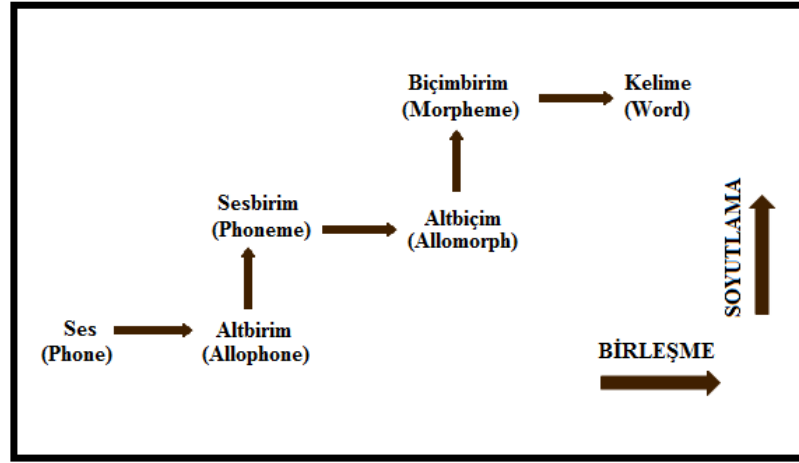 Biçimbirim
(Morpheme)
Kelime
(Word)
Sesbirim
(Phoneme)
Altbiçim
(Allomorph)
SOYUTLAMA
Ses
(Phone)
Altbirim
(Allophone)
BİRLEŞME